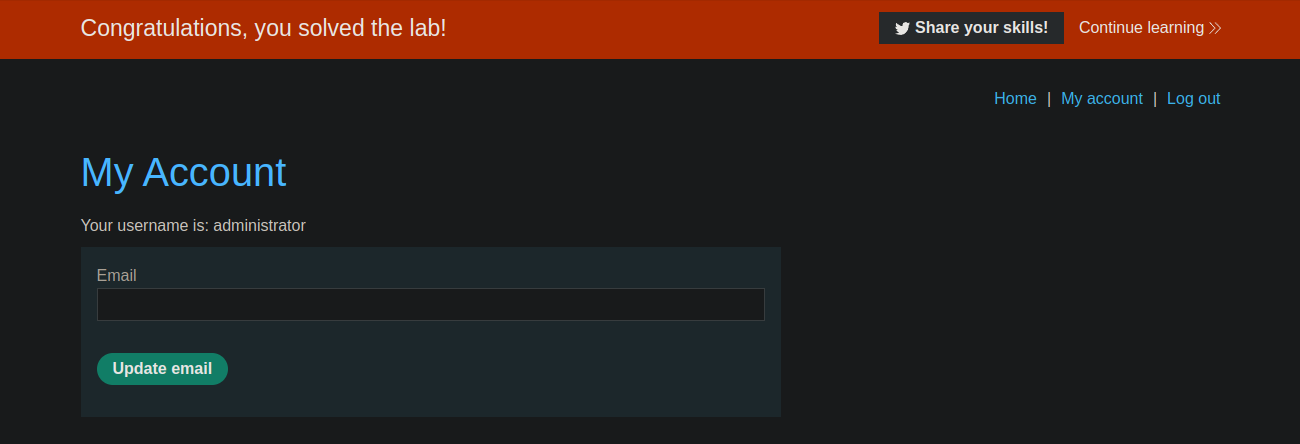 Congratulations, you solved the lab!
Share your skills!
Continue learning
Home | My account | Log out
My Account
Your username is: administrator
Email
Update email